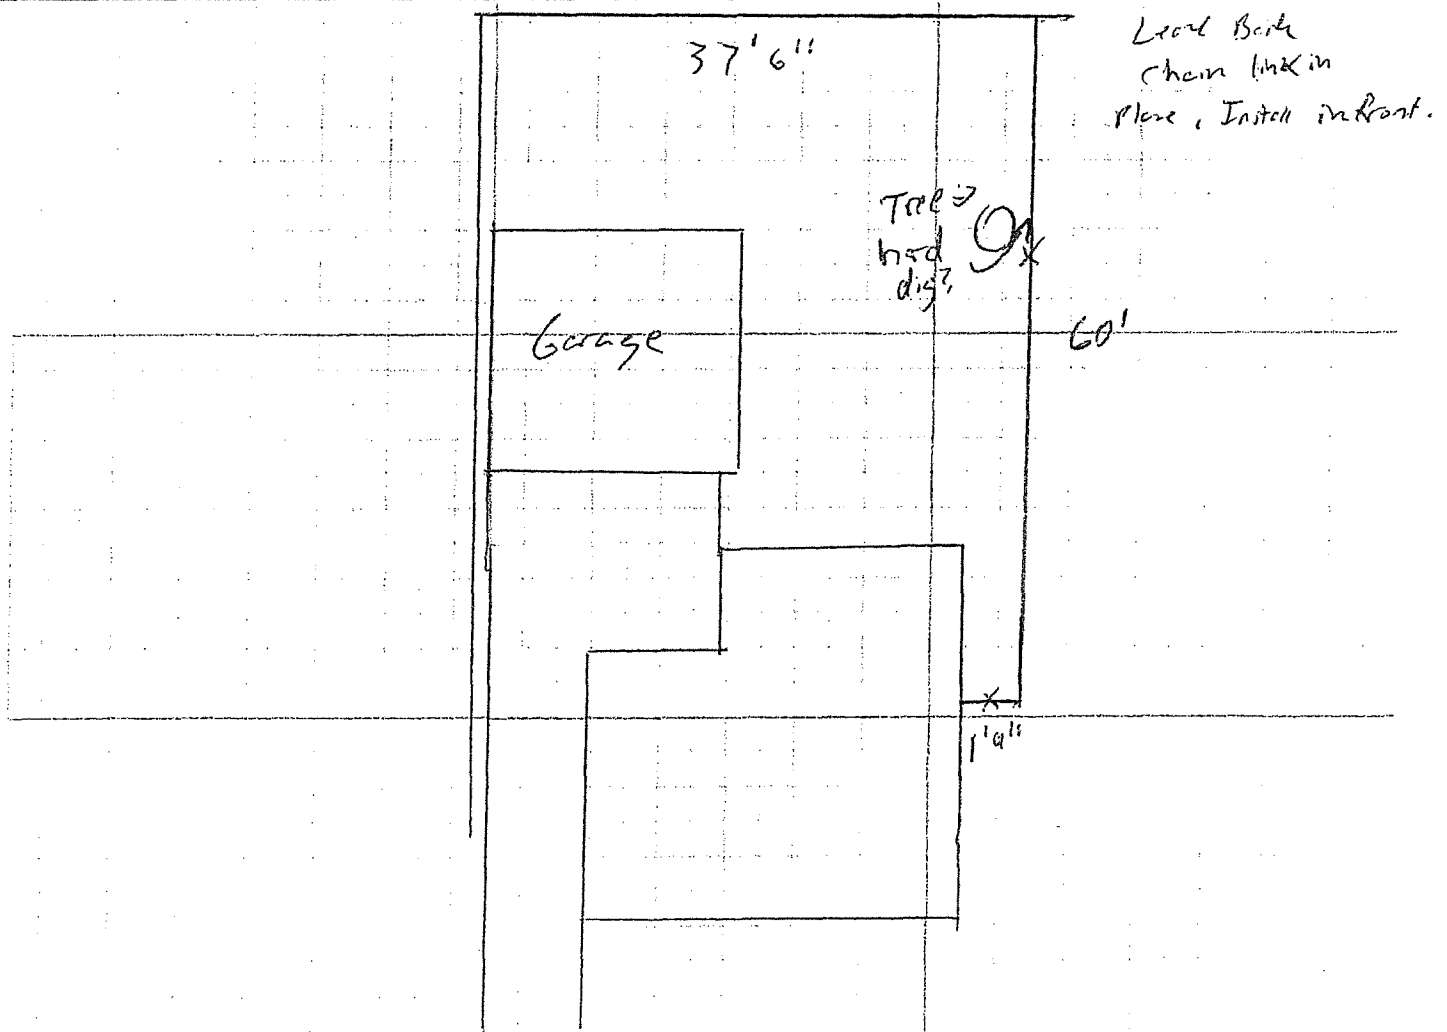 37'6"
Leave Back
Chain link in
Place, Install in front.
Tree =>
hard
dig?
Garage
60'
1'9"